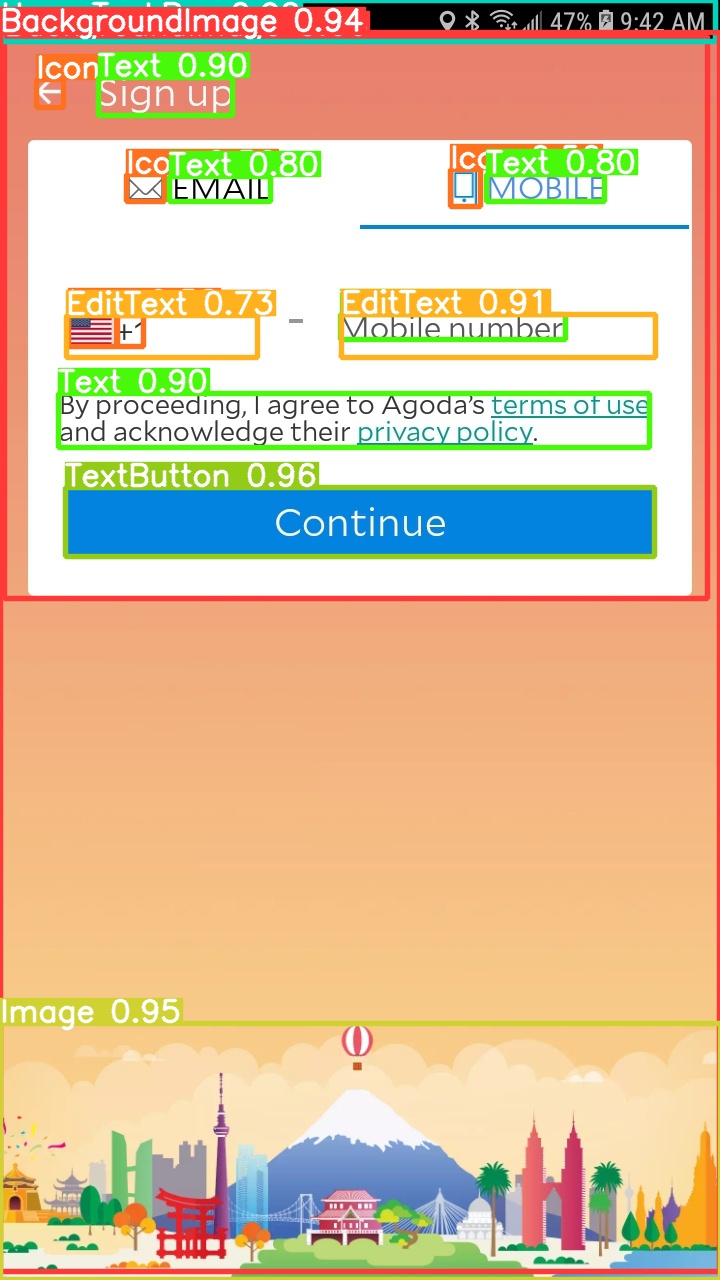 BackgroundImage 0.94
47% 9:42 AM
Icon
Text 0.90
Sign up
Text 0.80
Text 0.80
EMAIL
MOBILE
EditText 0.73
EditText 0.91
+1
-
Mobile number
Text 0.90
By proceeding, I agree to Agoda's terms of use
and acknowledge their privacy policy.
TextButton 0.96
Continue
Image 0.95